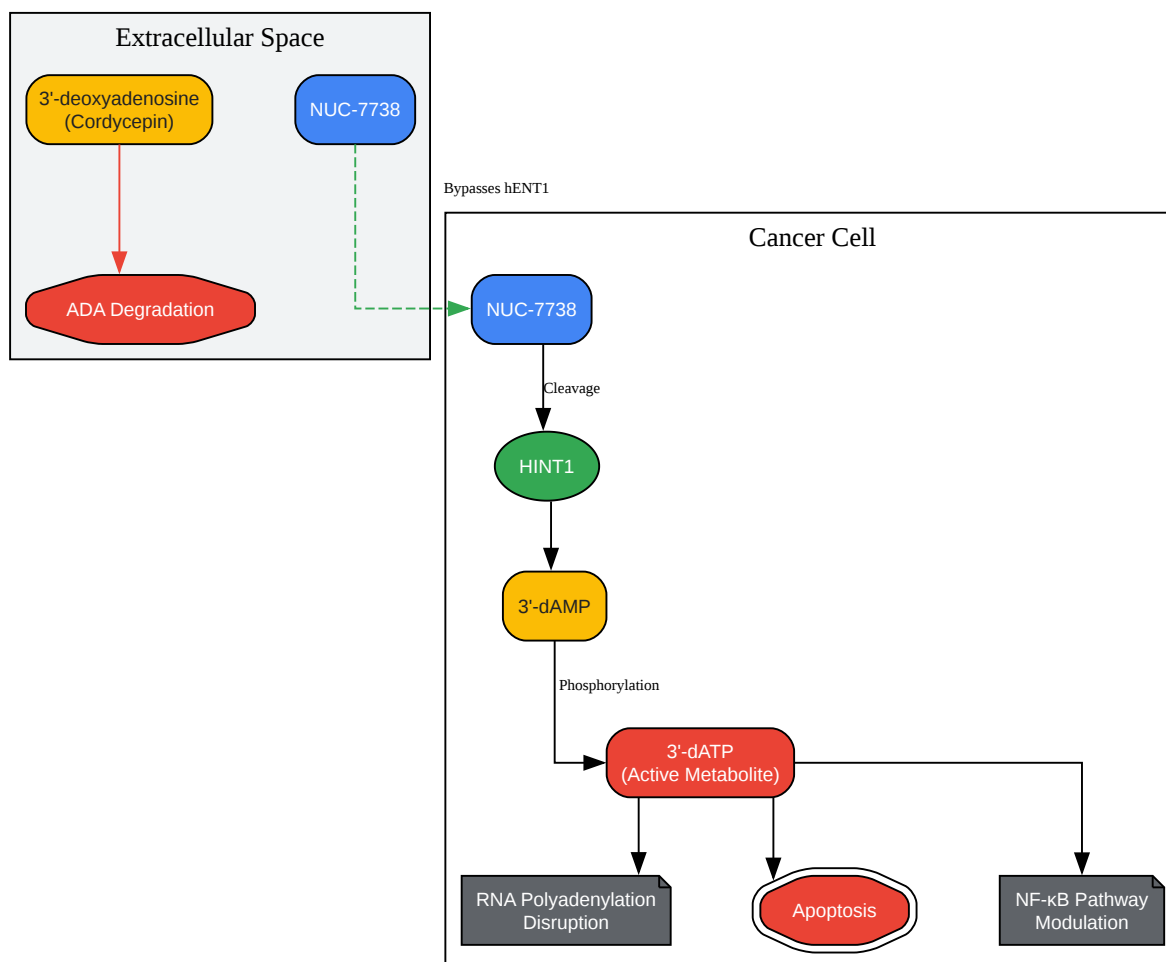 Extracellular Space
3'-deoxyadenosine
(Cordycepin)
NUC-7738
ADA Degradation
Bypasses hENT1
Cancer Cell
NUC-7738
Cleavage
HINT1
3'-dAMP
Phosphorylation
3'-dATP
(Active Metabolite)
RNA Polyadenylation
Disruption
Apoptosis
NF-κB Pathway
Modulation